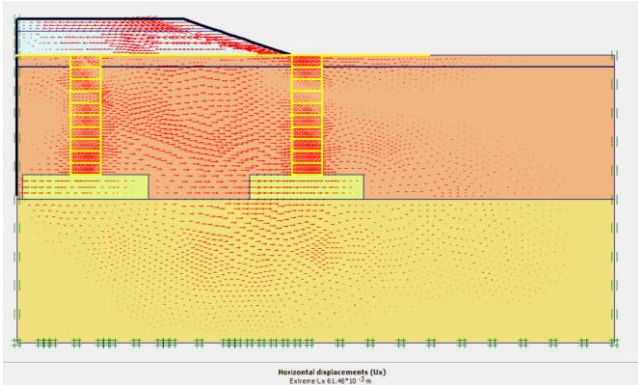 Horizontal displacements (Ux)
Extreme Ux 61.46*10⁻³ m